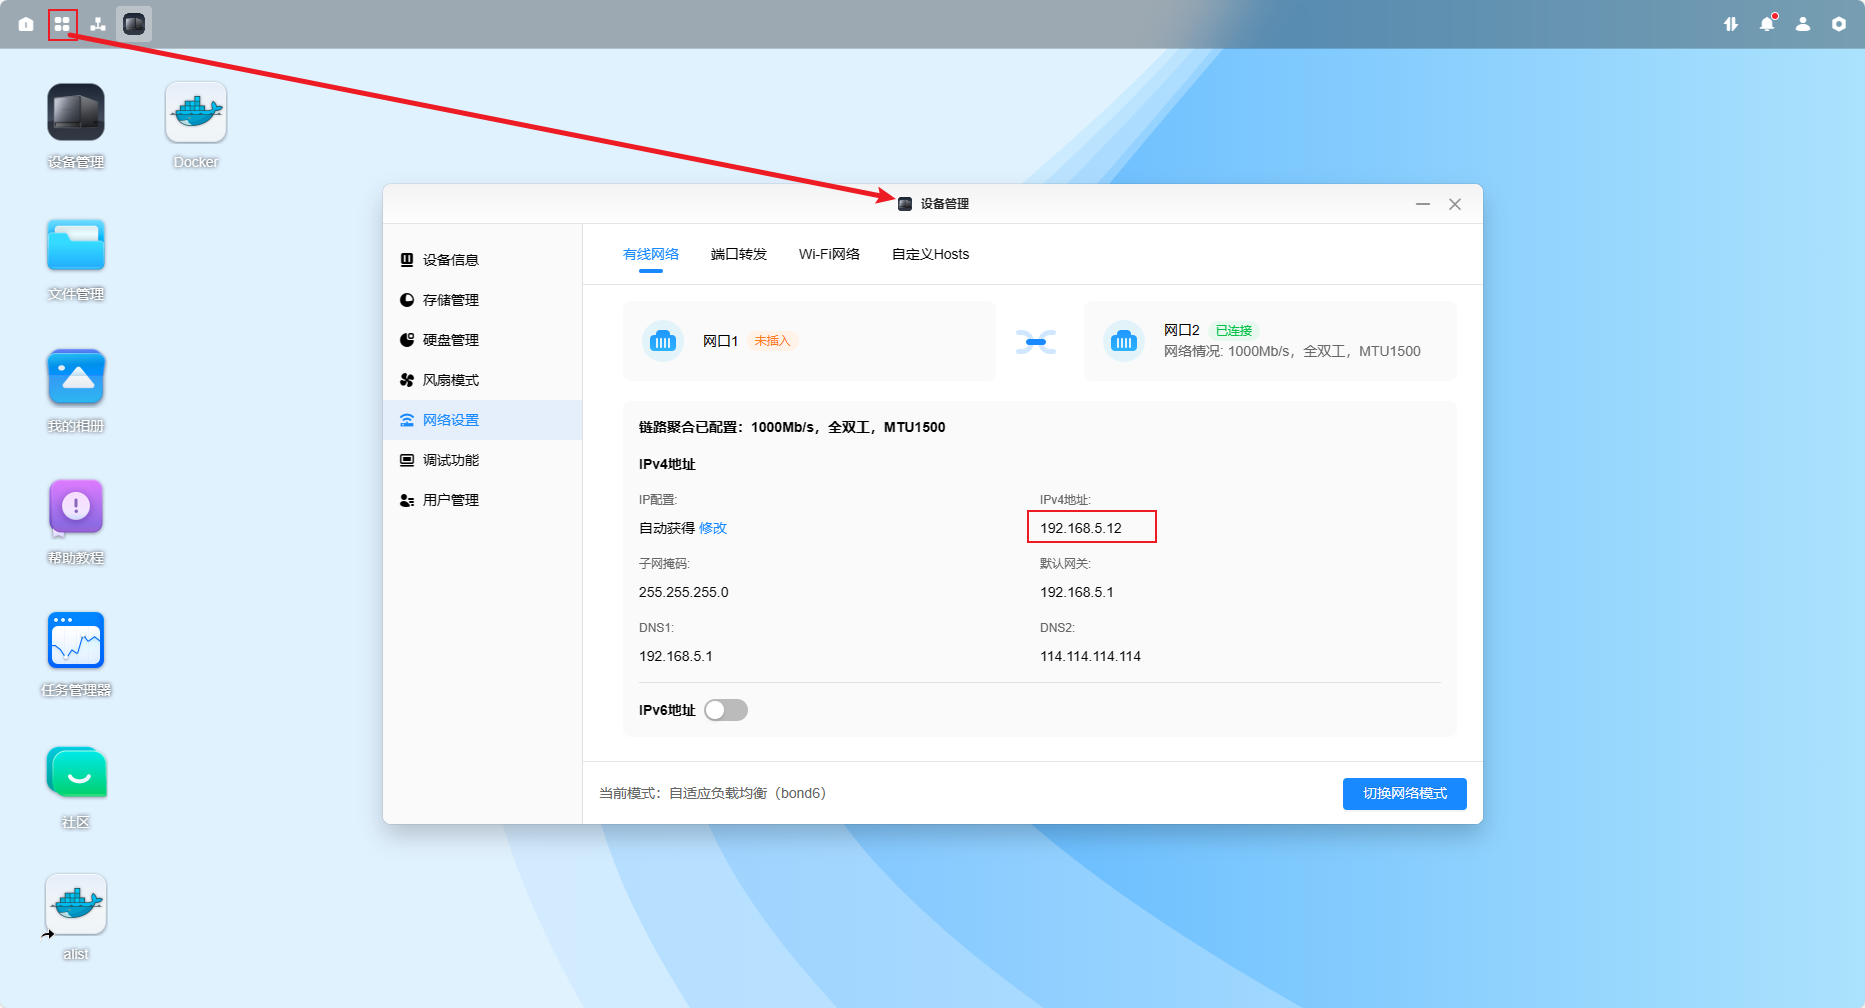 设备管理
Docker
文件管理
我的相册
帮助教程
任务管理器
社区
alist
设备管理
设备信息
存储管理
硬盘管理
风扇模式
网络设置
调试功能
用户管理
有线网络 端口转发 Wi-Fi网络 自定义Hosts
网口1 未插入
网口2 已连接
网络情况: 1000Mb/s，全双工，MTU1500
链路聚合已配置：1000Mb/s，全双工，MTU1500
IPv4地址
IP配置: IPv4地址:
自动获得 修改 192.168.5.12
子网掩码: 默认网关:
255.255.255.0 192.168.5.1
DNS1: DNS2:
192.168.5.1 114.114.114.114
IPv6地址
当前模式：自适应负载均衡（bond6） 切换网络模式